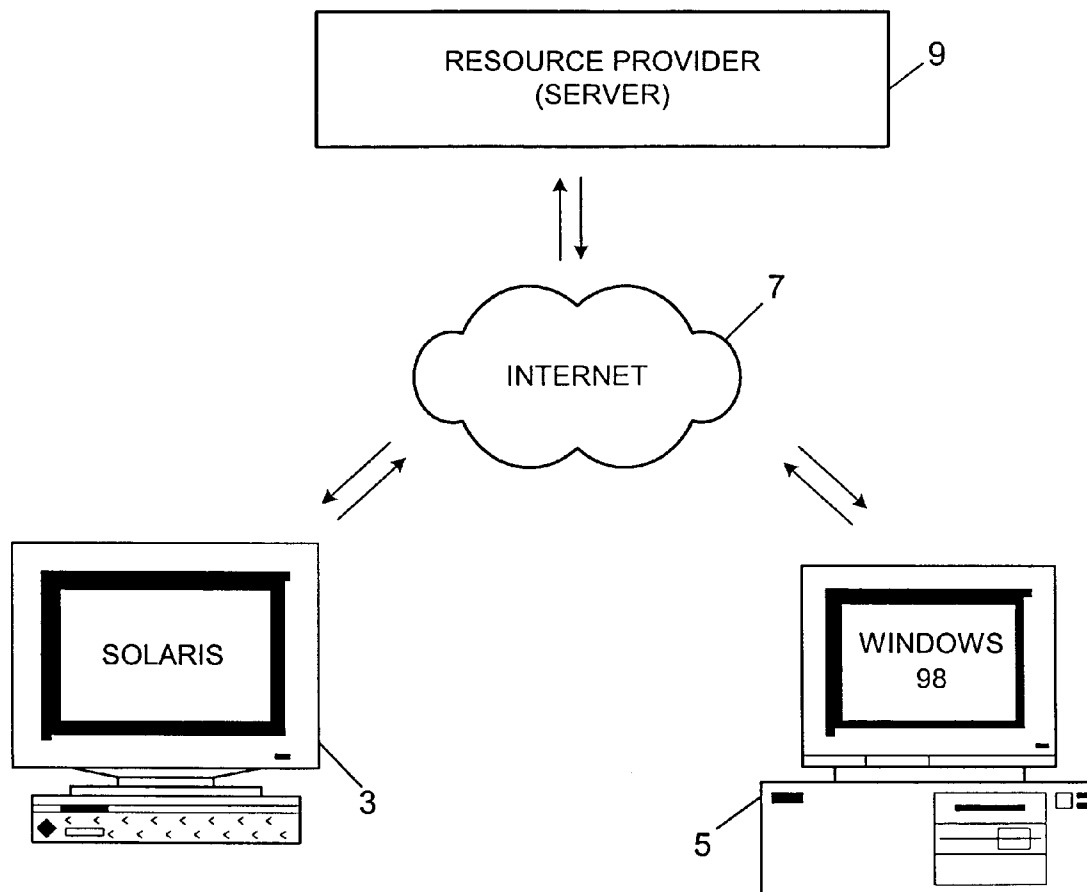 RESOURCE PROVIDER
(SERVER)
9
7
INTERNET
SOLARIS
WINDOWS
98
3
5